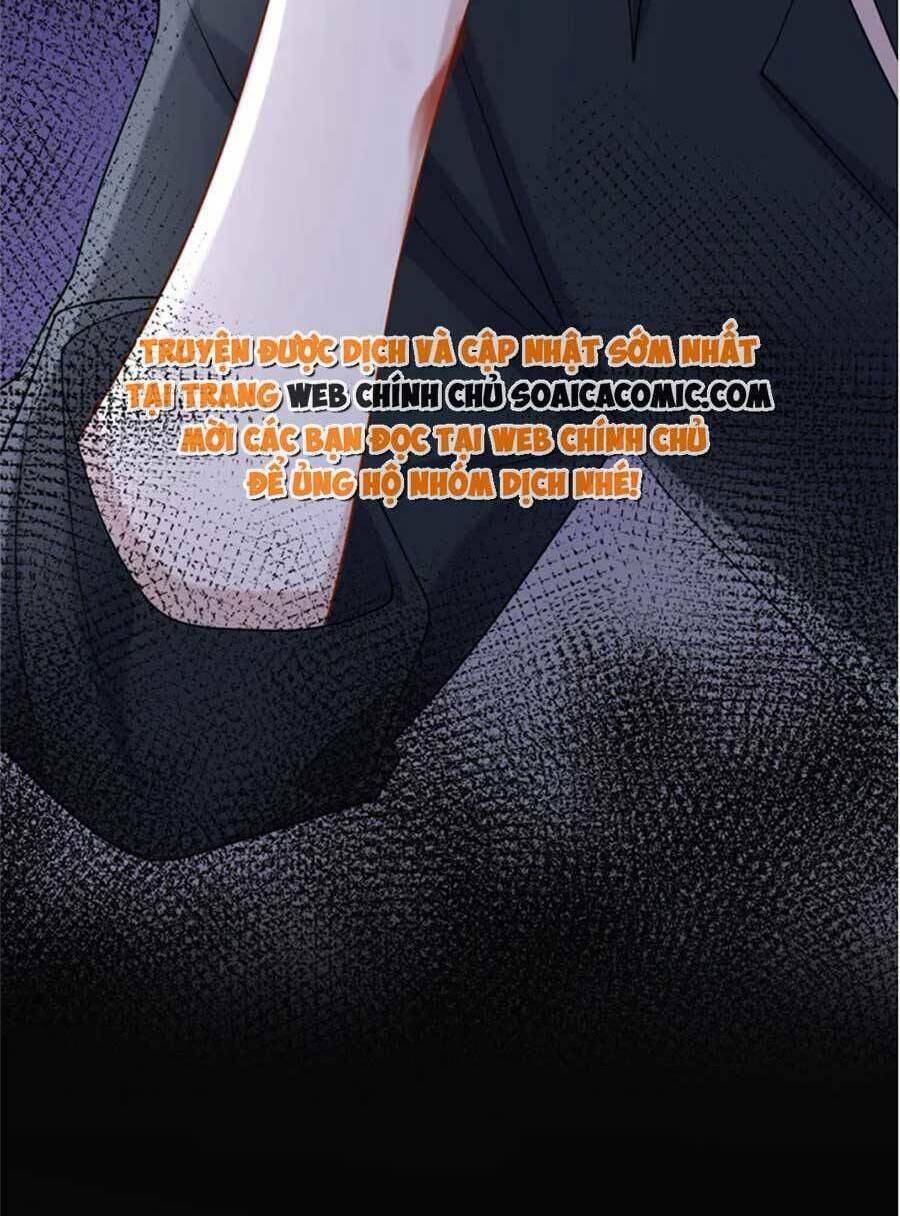 TRUYỆN ĐƯỢC DỊCH VÀ CẬP NHẬT SỚM NHẤT
TẠI TRANG WEB CHÍNH CHỦ SOAICACOMIC.COM
MỜI CÁC BẠN ĐỌC TẠI WEB CHÍNH CHỦ
ĐỂ ỦNG HỘ NHÓM DỊCH NHÉ!